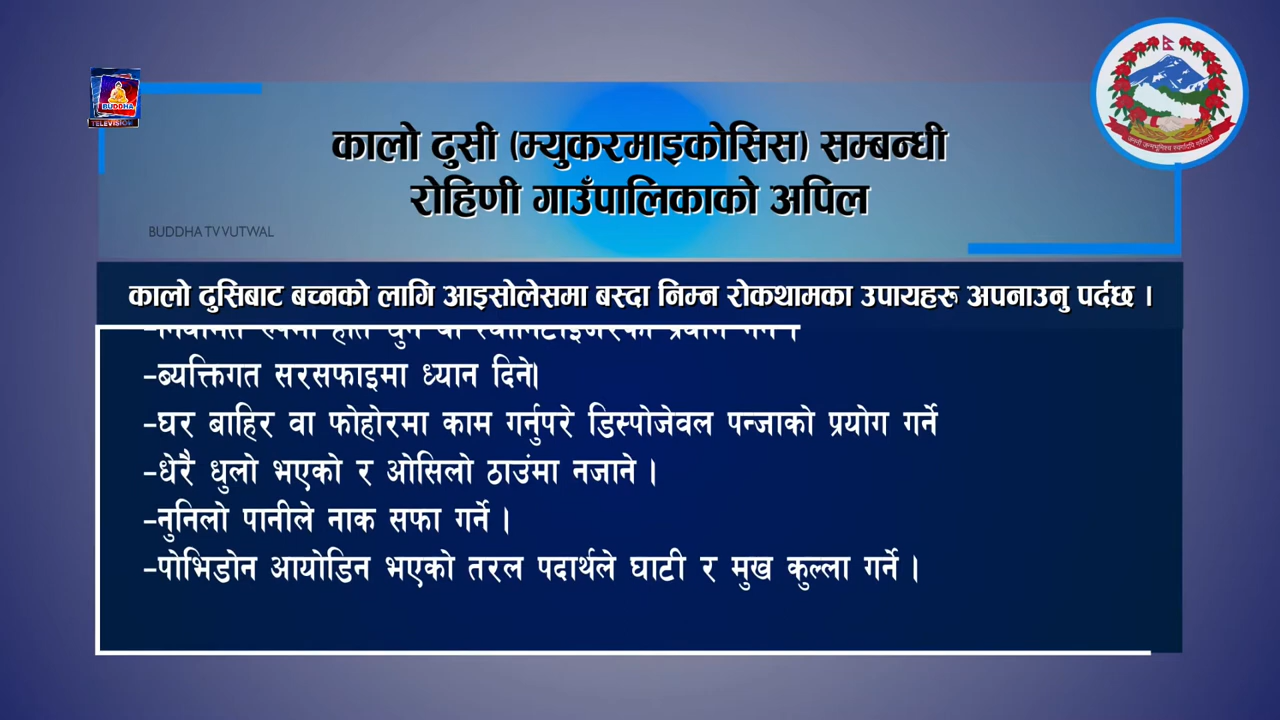 BUDDHA
TELEVISION
कालो ढुसी (म्युकरमाइकोसिस) सम्बन्धी
रोहिणी गाउँपालिकाको अपिल
BUDDHA TV VUTWAL
कालो ढुसिबाट बच्नको लागि आइसोलेसमा बस्दा निम्न रोकथामका उपायहरू अपनाउनु पर्दछ ।
-ब्यक्तिगत सरसफाइमा ध्यान दिने।
-घर बाहिर वा फोहोरमा काम गर्नुपरे डिस्पोजेवल पन्जाको प्रयोग गर्ने
-धेरै धुलो भएको र ओसिलो ठाउंमा नजाने ।
-नुनिलो पानीले नाक सफा गर्ने ।
-पोभिडोन आयोडिन भएको तरल पदार्थले घाटी र मुख कुल्ला गर्ने ।